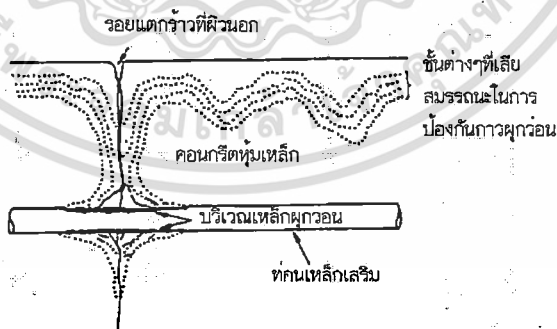 รอยแตกร้าวที่ผิวนอก
ชั้นต่างๆที่เสีย
สมรรถนะในการ
ป้องกันการผุกร่อน
คอนกรีตหุ้มเหล็ก
บริเวณเหล็กผุกร่อน
ท่อนเหล็กเสริม